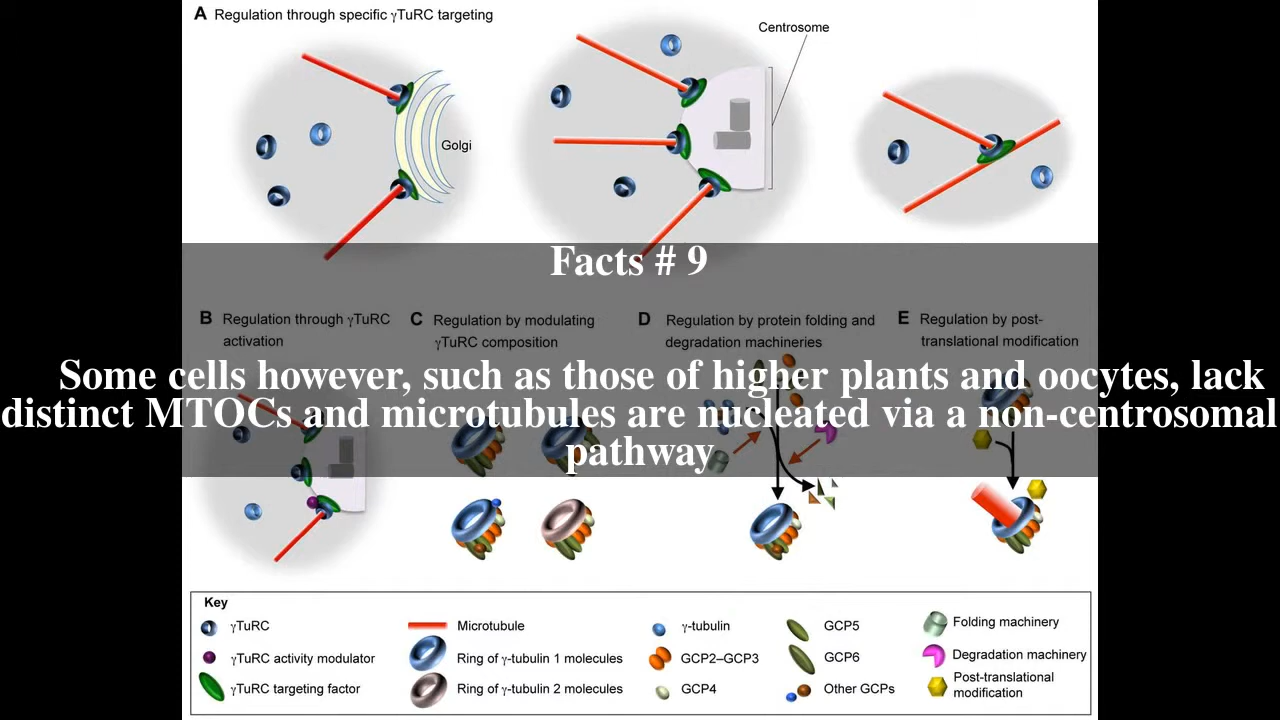 A Regulation through specific γTuRC targeting
Centrosome
Golgi
Facts # 9
B Regulation through γTuRC
activation
C Regulation by modulating
γTuRC composition
D Regulation by protein folding and
degradation machineries
E Regulation by post-
translational modification
Some cells however, such as those of higher plants and oocytes, lack
distinct MTOCs and microtubules are nucleated via a non-centrosomal
pathway
Key
γTuRC
γTuRC activity modulator
γTuRC targeting factor
Microtubule
Ring of γ-tubulin 1 molecules
Ring of γ-tubulin 2 molecules
γ-tubulin
GCP2–GCP3
GCP4
GCP5
GCP6
Other GCPs
Folding machinery
Degradation machinery
Post-translational
modification